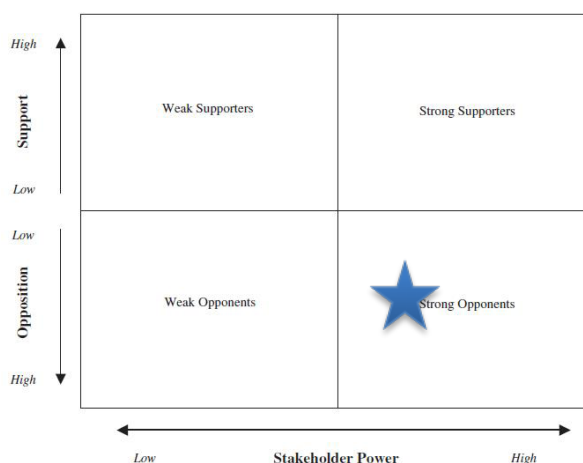 High
Support
Low
Weak Supporters
Strong Supporters
Low
Opposition
High
Weak Opponents
Strong Opponents
Low
Stakeholder Power
High